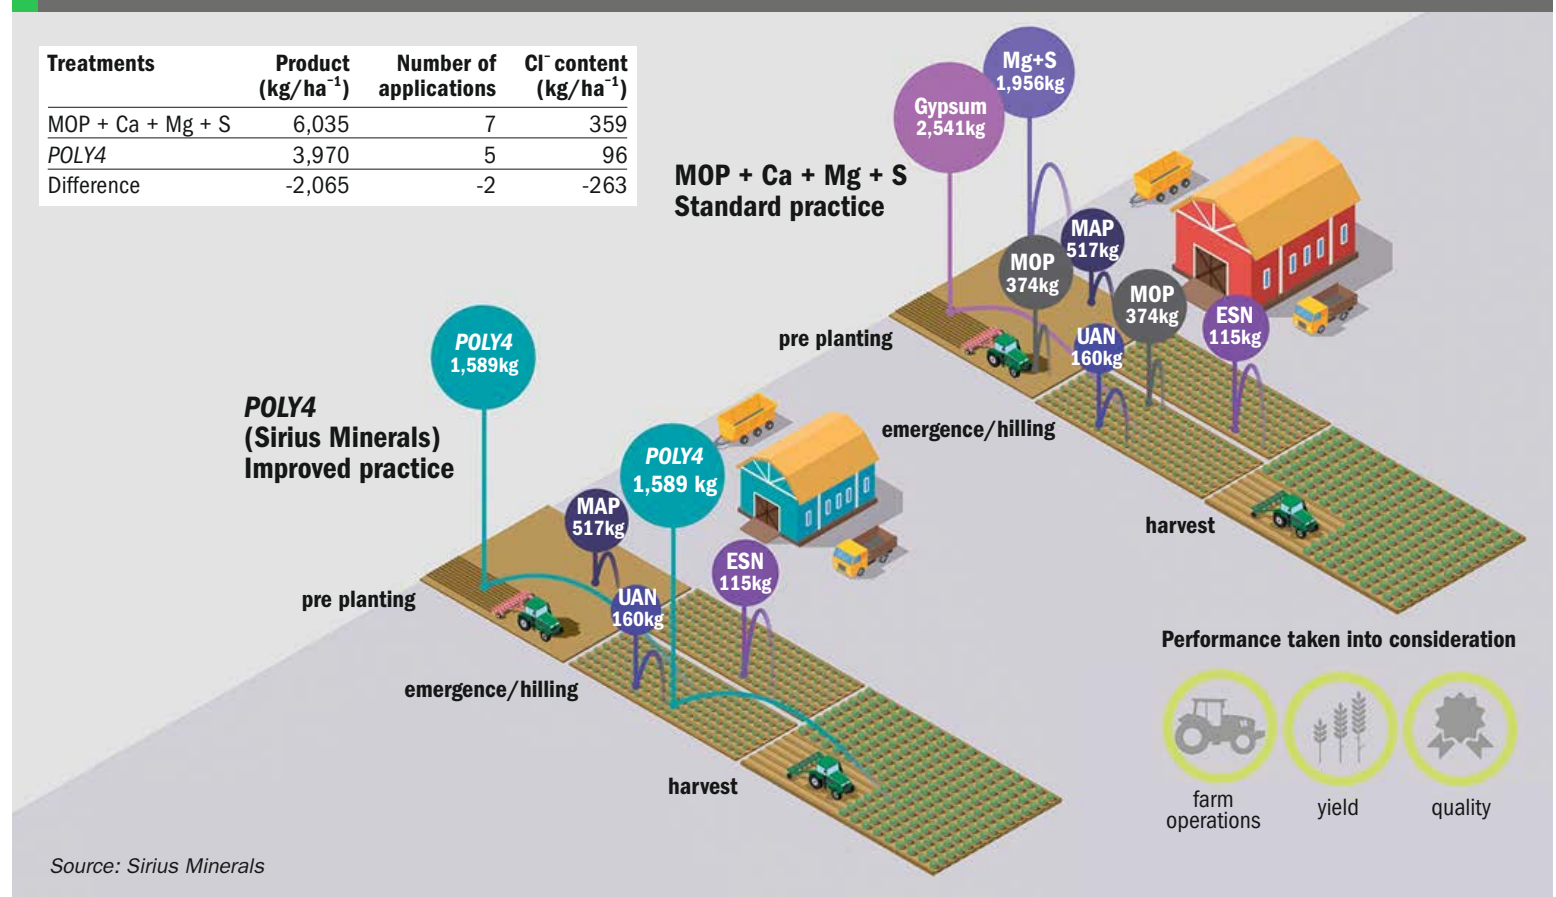 Treatments Product Number of Cl⁻ content
(kg/ha⁻¹) applications (kg/ha⁻¹)
MOP + Ca + Mg + S 6,035 7 359
POLY4 3,970 5 96
Difference -2,065 -2 -263
Mg+S
1,956kg
Gypsum
2,541kg
MOP + Ca + Mg + S
Standard practice
MAP
517kg
MOP
374kg
MOP
374kg
ESN
115kg
UAN
160kg
pre planting
emergence/hilling
harvest
POLY4
1,589kg
POLY4
(Sirius Minerals)
Improved practice
POLY4
1,589 kg
MAP
517kg
ESN
115kg
UAN
160kg
pre planting
emergence/hilling
harvest
Performance taken into consideration
farm
operations
yield
quality
Source: Sirius Minerals